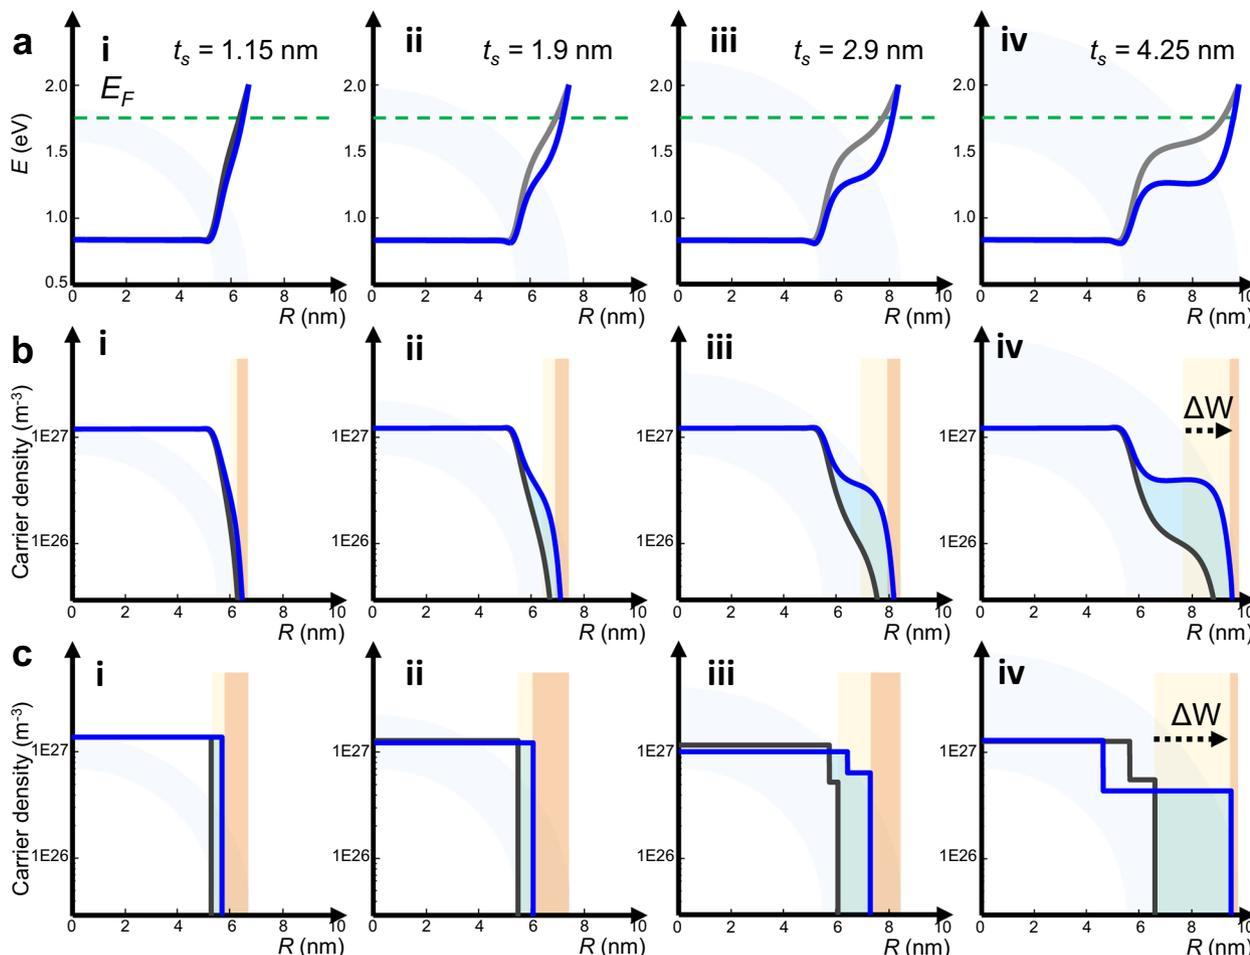 a
i
t_s = 1.15 nm
ii
t_s = 1.9 nm
iii
t_s = 2.9 nm
iv
t_s = 4.25 nm
E_F
E (eV)
2.0
1.5
1.0
0.5
0 2 4 6 8 10
R (nm)
2.0
1.5
1.0
0 2 4 6 8 10
R (nm)
2.0
1.5
1.0
0 2 4 6 8 10
R (nm)
2.0
1.5
1.0
0 2 4 6 8 10
R (nm)
b
i
ii
iii
iv
Carrier density (m⁻³)
1E27
1E26
0 2 4 6 8 10
R (nm)
1E27
1E26
0 2 4 6 8 10
R (nm)
1E27
1E26
0 2 4 6 8 10
R (nm)
ΔW
1E27
1E26
0 2 4 6 8 10
R (nm)
c
i
ii
iii
iv
Carrier density (m⁻³)
1E27
1E26
0 2 4 6 8 10
R (nm)
1E27
1E26
0 2 4 6 8 10
R (nm)
1E27
1E26
0 2 4 6 8 10
R (nm)
ΔW
1E27
1E26
0 2 4 6 8 10
R (nm)